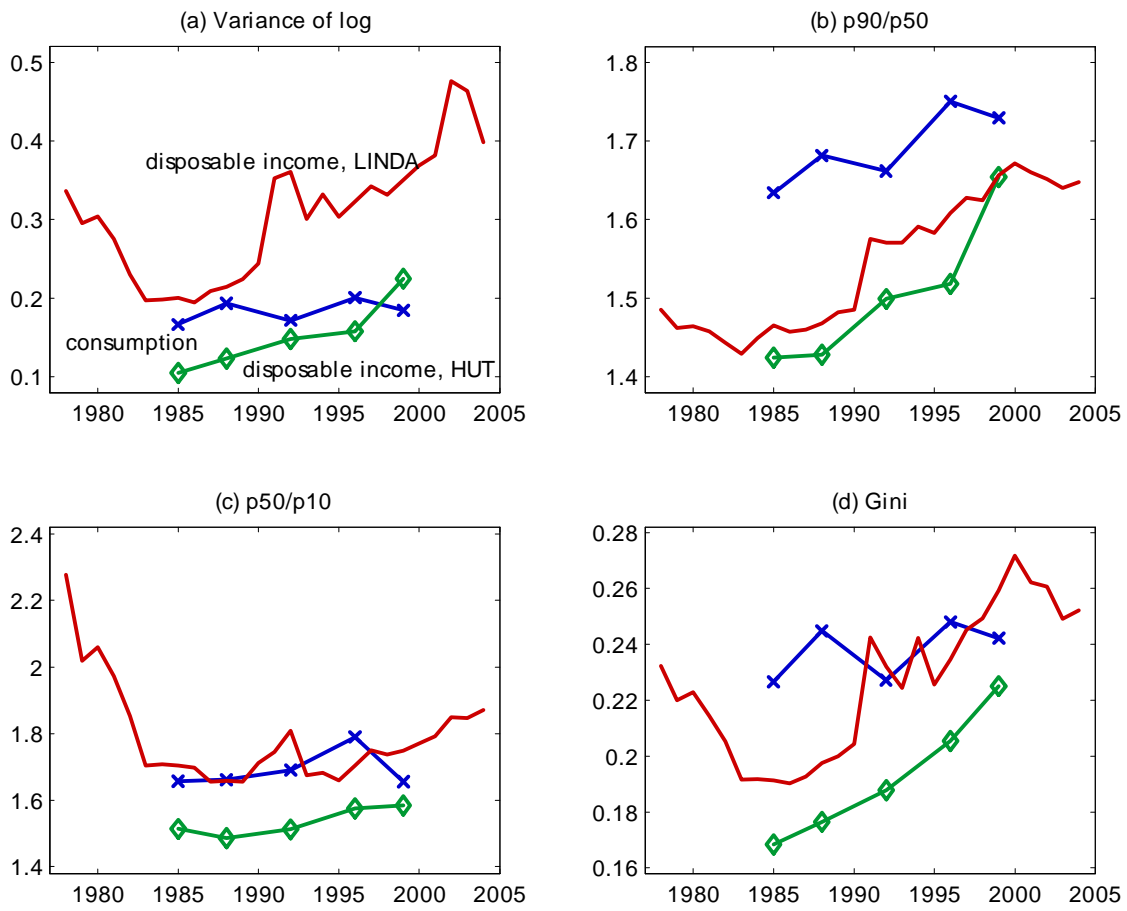 (a) Variance of log
0.5
0.4
0.3
0.2
0.1
disposable income, LINDA
consumption
disposable income, HUT
1980 1985 1990 1995 2000 2005
(b) p90/p50
1.8
1.7
1.6
1.5
1.4
1980 1985 1990 1995 2000 2005
(c) p50/p10
2.4
2.2
2
1.8
1.6
1.4
1980 1985 1990 1995 2000 2005
(d) Gini
0.28
0.26
0.24
0.22
0.2
0.18
0.16
1980 1985 1990 1995 2000 2005